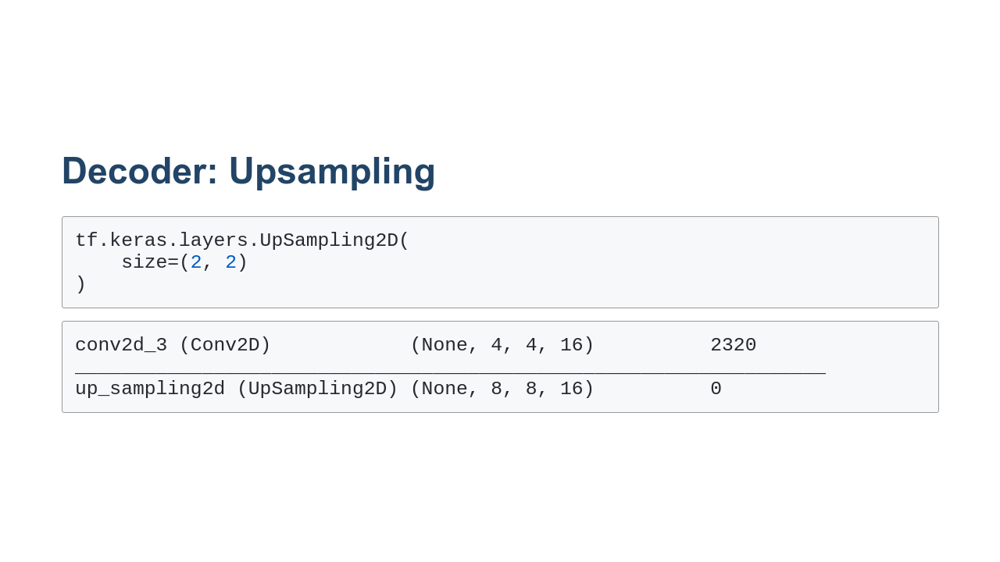 Decoder: Upsampling
tf.keras.layers.UpSampling2D(
    size=(2, 2)
)
conv2d_3 (Conv2D)            (None, 4, 4, 16)          2320
_________________________________________________________________
up_sampling2d (UpSampling2D) (None, 8, 8, 16)          0